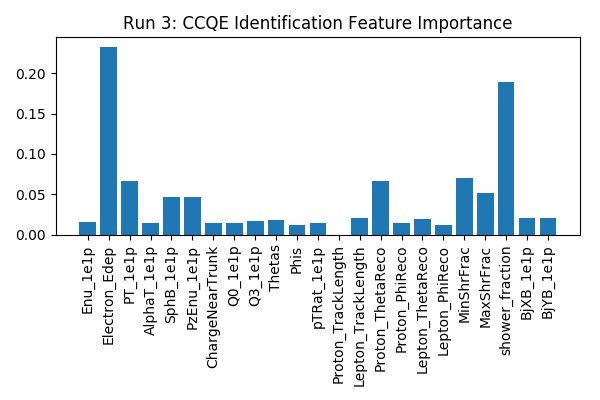 Run 3: CCQE Identification Feature Importance
0.20
0.15
0.10
0.05
0.00
Enu_1e1p
Electron_Edep
PT_1e1p
AlphaT_1e1p
SphB_1e1p
PzEnu_1e1p
ChargeNearTrunk
Q0_1e1p
Q3_1e1p
Thetas
Phis
pTRat_1e1p
Proton_TrackLength
Lepton_TrackLength
Proton_ThetaReco
Proton_PhiReco
Lepton_ThetaReco
Lepton_PhiReco
MinShrFrac
MaxShrFrac
shower_fraction
BjXB_1e1p
BjYB_1e1p